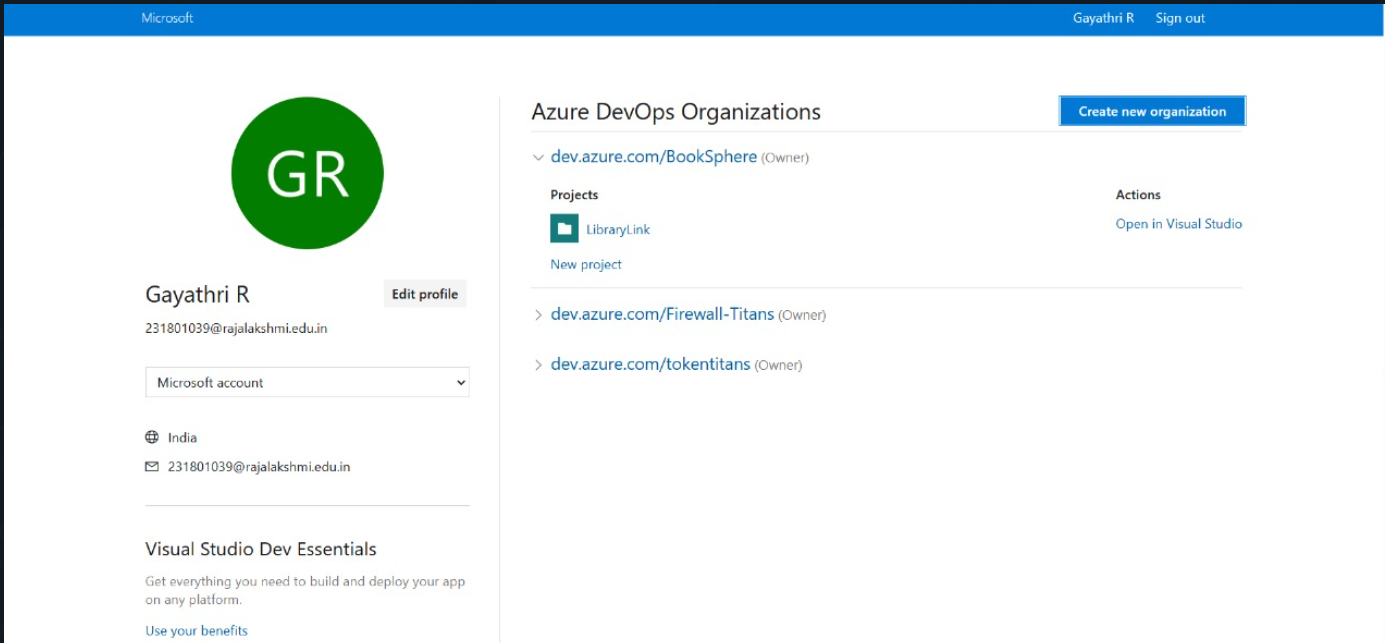 Microsoft
Gayathri R Sign out
GR
Gayathri R
Edit profile
231801039@rajalakshmi.edu.in
Microsoft account
India
231801039@rajalakshmi.edu.in
Visual Studio Dev Essentials
Get everything you need to build and deploy your app
on any platform.
Use your benefits
Azure DevOps Organizations
Create new organization
dev.azure.com/BookSphere (Owner)
Projects
Actions
LibraryLink
Open in Visual Studio
New project
dev.azure.com/Firewall-Titans (Owner)
dev.azure.com/tokentitans (Owner)